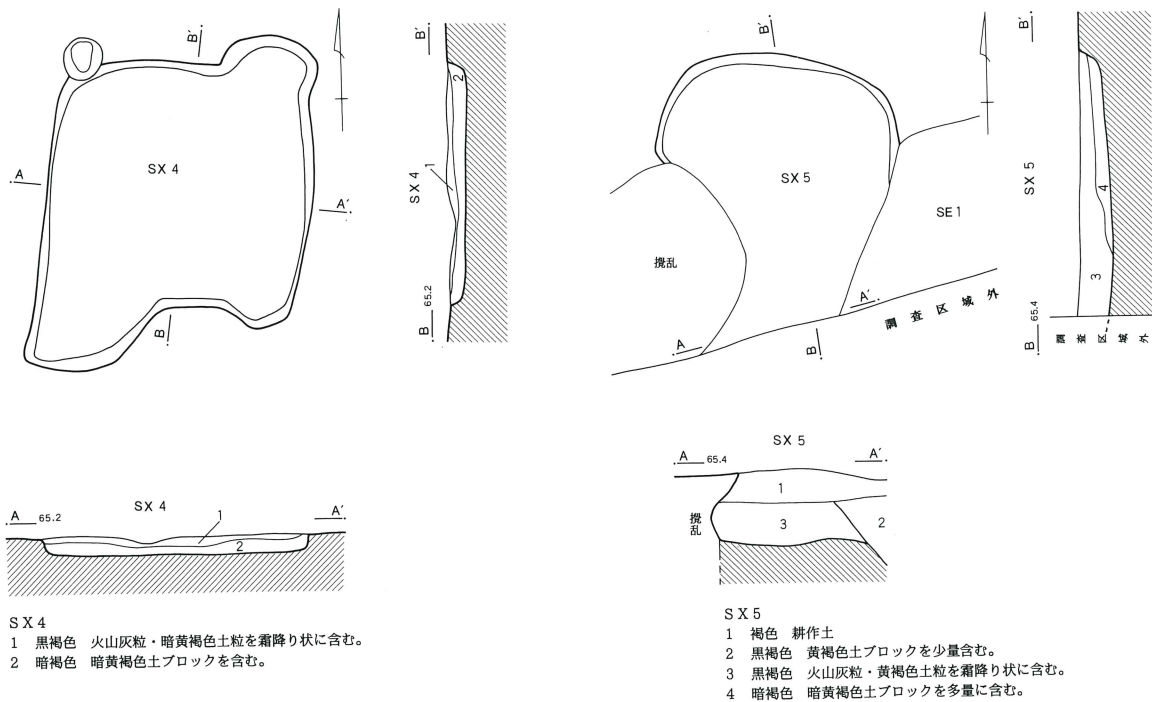 B'
SX 4
A
A'
B
B'
2
1
SX 4
65.2
B
SX 4
A 65.2
1
A'
2
SX4
1 黒褐色 火山灰粒・暗黄褐色土粒を霜降り状に含む。
2 暗褐色 暗黄褐色土ブロックを含む。
B'
SX 5
SE 1
攪乱
A'
調査区域外
A
B
B'
SX 5
4
3
65.4
B
調査区域外
SX 5
A 65.4
A'
1
攪乱
3
2
SX5
1 褐色 耕作土
2 黒褐色 黄褐色土ブロックを少量含む。
3 黒褐色 火山灰粒・黄褐色土粒を霜降り状に含む。
4 暗褐色 暗黄褐色土ブロックを多量に含む。